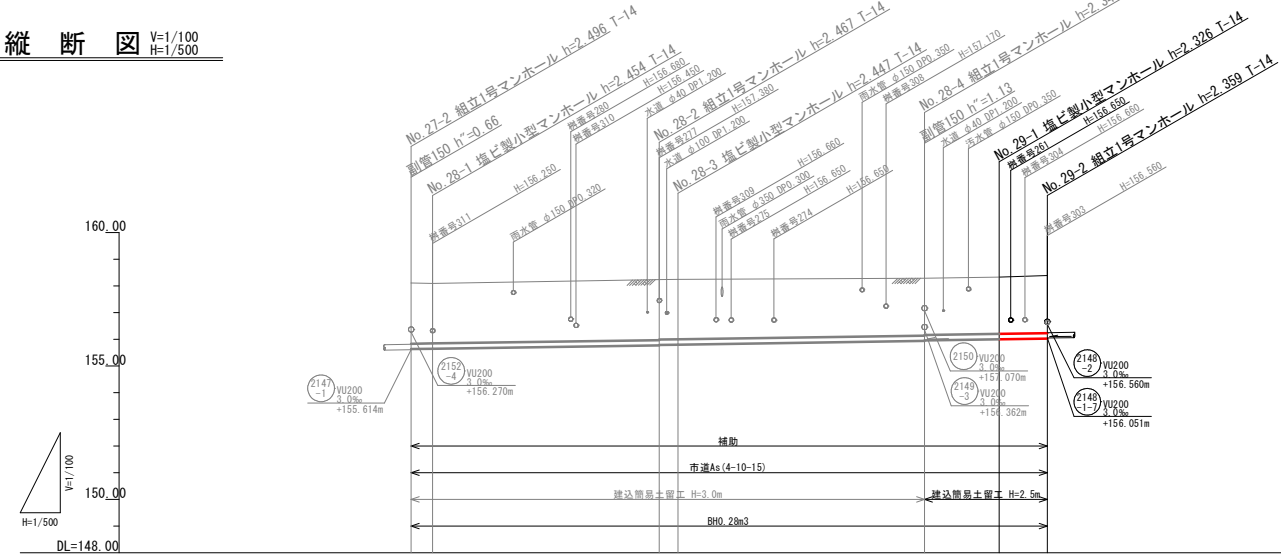 縦断図 V=1/100
H=1/500
No.27-2 組立1号マンホール h=2.496 T-14
副管150 h"=0.66
No.28-1 塩ビ製小型マンホール h=2.454 T-14
桝番号311 H=156.250
雨水管 φ150 DP0.320
桝番号280 H=156.680
桝番号310 H=156.450
水道 φ40 DP1.200
No.28-2 組立1号マンホール h=2.467 T-14
桝番号277 H=157.380
水道 φ100 DP1.200
No.28-3 塩ビ製小型マンホール h=2.447 T-14
桝番号309 H=156.660
雨水管 φ350 DP0.300
桝番号275 H=156.650
桝番号274 H=156.650
雨水管 φ150 DP0.350
桝番号308 H=157.170
No.28-4 組立1号マンホール
副管150 h"=1.13
水道 φ40 DP1.200
汚水管 φ150 DP0.350
No.29-1 塩ビ製小型マンホール h=2.326 T-14
桝番号261 H=156.650
桝番号304 H=156.660
No.29-2 組立1号マンホール h=2.359 T-14
桝番号303 H=156.560
160.00
155.00
150.00
DL=148.00
V=1/100
H=1/500
2147
-1
VU200
3.0‰
+155.614m
2152
-4
VU200
3.0‰
+156.270m
2150
VU200
3.0‰
+157.070m
2149
-3
VU200
3.0‰
+156.362m
2148
-2
VU200
3.0‰
+156.560m
2148
-1-7
VU200
3.0‰
+156.051m
補助
市道As(4-10-15)
建込簡易土留工 H=3.0m
建込簡易土留工 H=2.5m
BH0.28m3